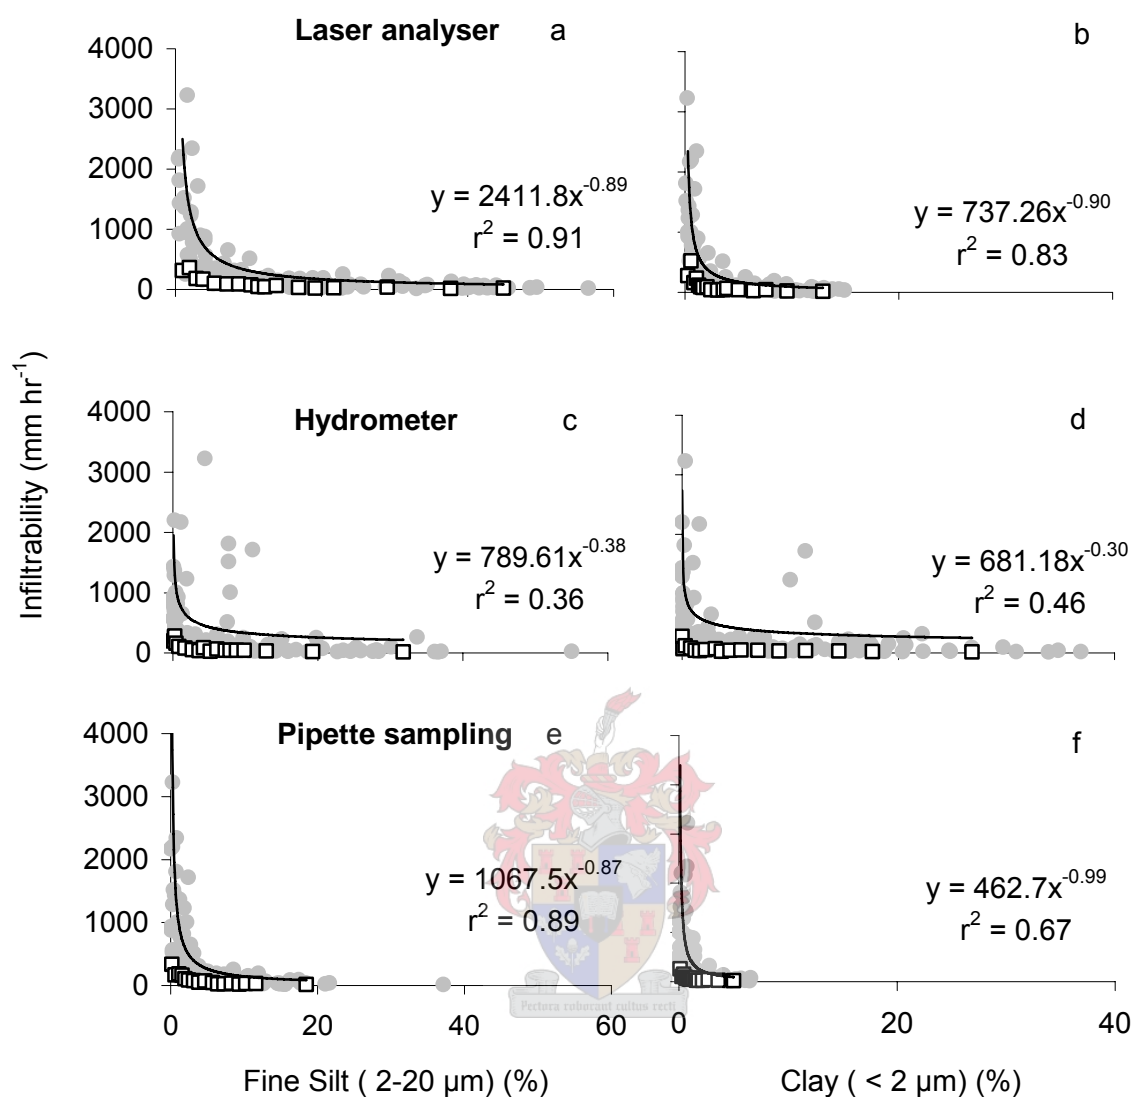 Laser analyser a
b
4000
3000
2000
1000
0
y = 2411.8x^-0.89
r^2 = 0.91
y = 737.26x^-0.90
r^2 = 0.83
Infiltrability (mm hr^-1)
Hydrometer c
d
4000
3000
2000
1000
0
y = 789.61x^-0.38
r^2 = 0.36
y = 681.18x^-0.30
r^2 = 0.46
Pipette sampling e
f
4000
3000
2000
1000
0
y = 1067.5x^-0.87
r^2 = 0.89
y = 462.7x^-0.99
r^2 = 0.67
Pectora roborant cultus recti
0 20 40 60
0 20 40
Fine Silt ( 2-20 µm) (%)
Clay ( < 2 µm) (%)